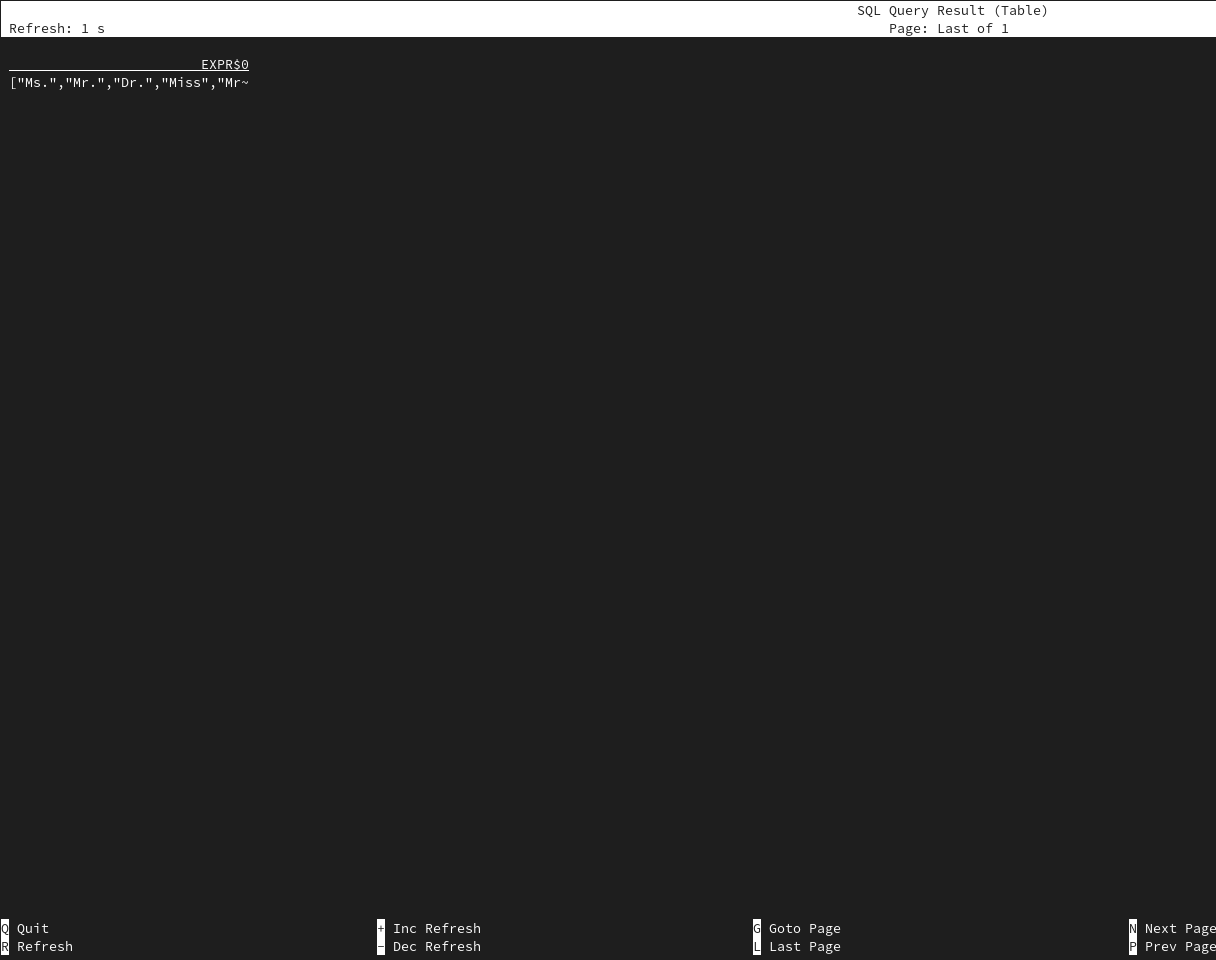 SQL Query Result (Table)
Refresh: 1 s Page: Last of 1
EXPR$0
["Ms.","Mr.","Dr.","Miss","Mr~
Q Quit + Inc Refresh G Goto Page N Next Page
R Refresh - Dec Refresh L Last Page P Prev Page